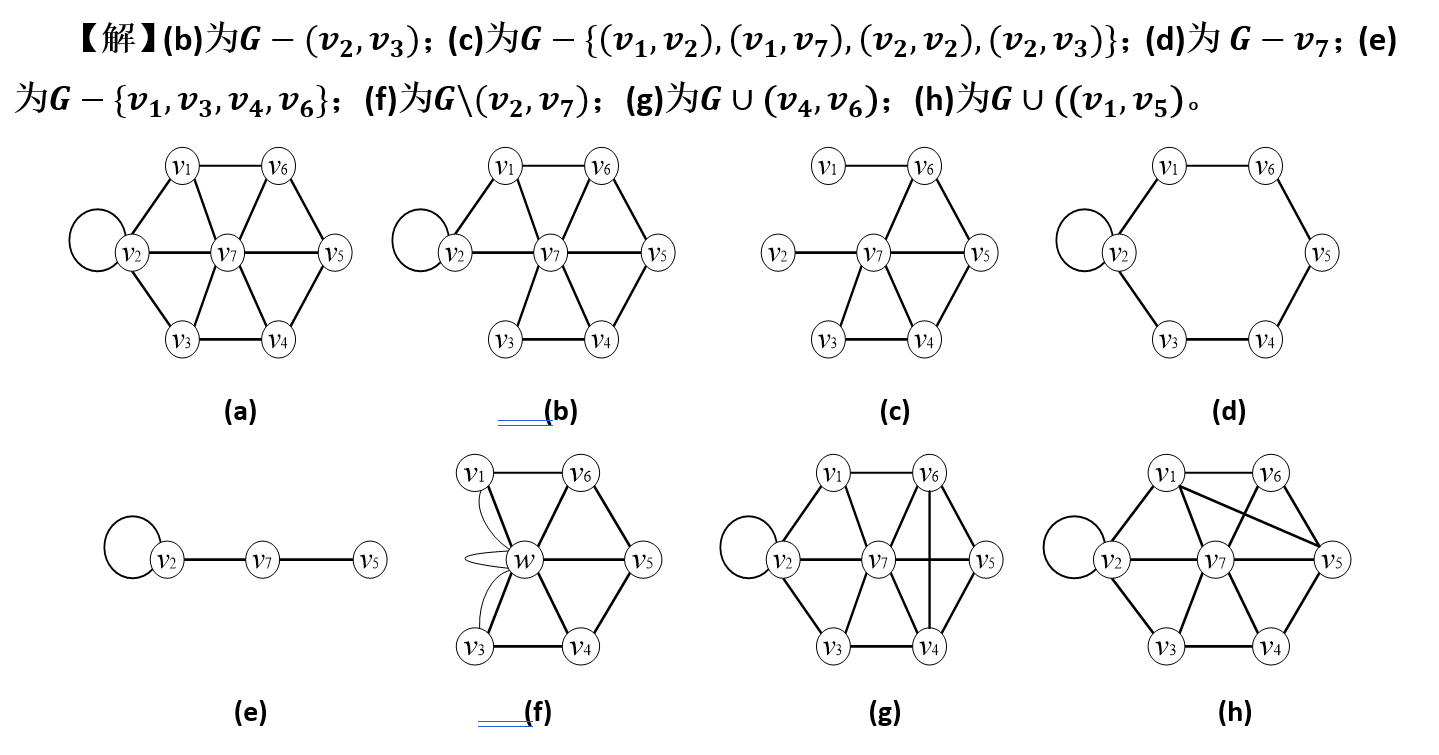 【解】(b)为G − (v₂, v₃)；(c)为G − {(v₁, v₂), (v₁, v₇), (v₂, v₂), (v₂, v₃)}；(d)为 G − v₇；(e)
为G − {v₁, v₃, v₄, v₆}；(f)为G\(v₂, v₇)；(g)为G ∪ (v₄, v₆)；(h)为G ∪ ((v₁, v₅)。
v₁ v₆ v₁ v₆ v₁ v₆ v₁ v₆
v₂ v₇ v₅ v₂ v₇ v₅ v₂ v₇ v₅ v₂ v₅
v₃ v₄ v₃ v₄ v₃ v₄ v₃ v₄
(a) (b) (c) (d)
v₁ v₆ v₁ v₆ v₁ v₆
v₂ v₇ v₅ w v₅ v₂ v₇ v₅ v₂ v₇ v₅
v₃ v₄ v₃ v₄ v₃ v₄
(e) (f) (g) (h)